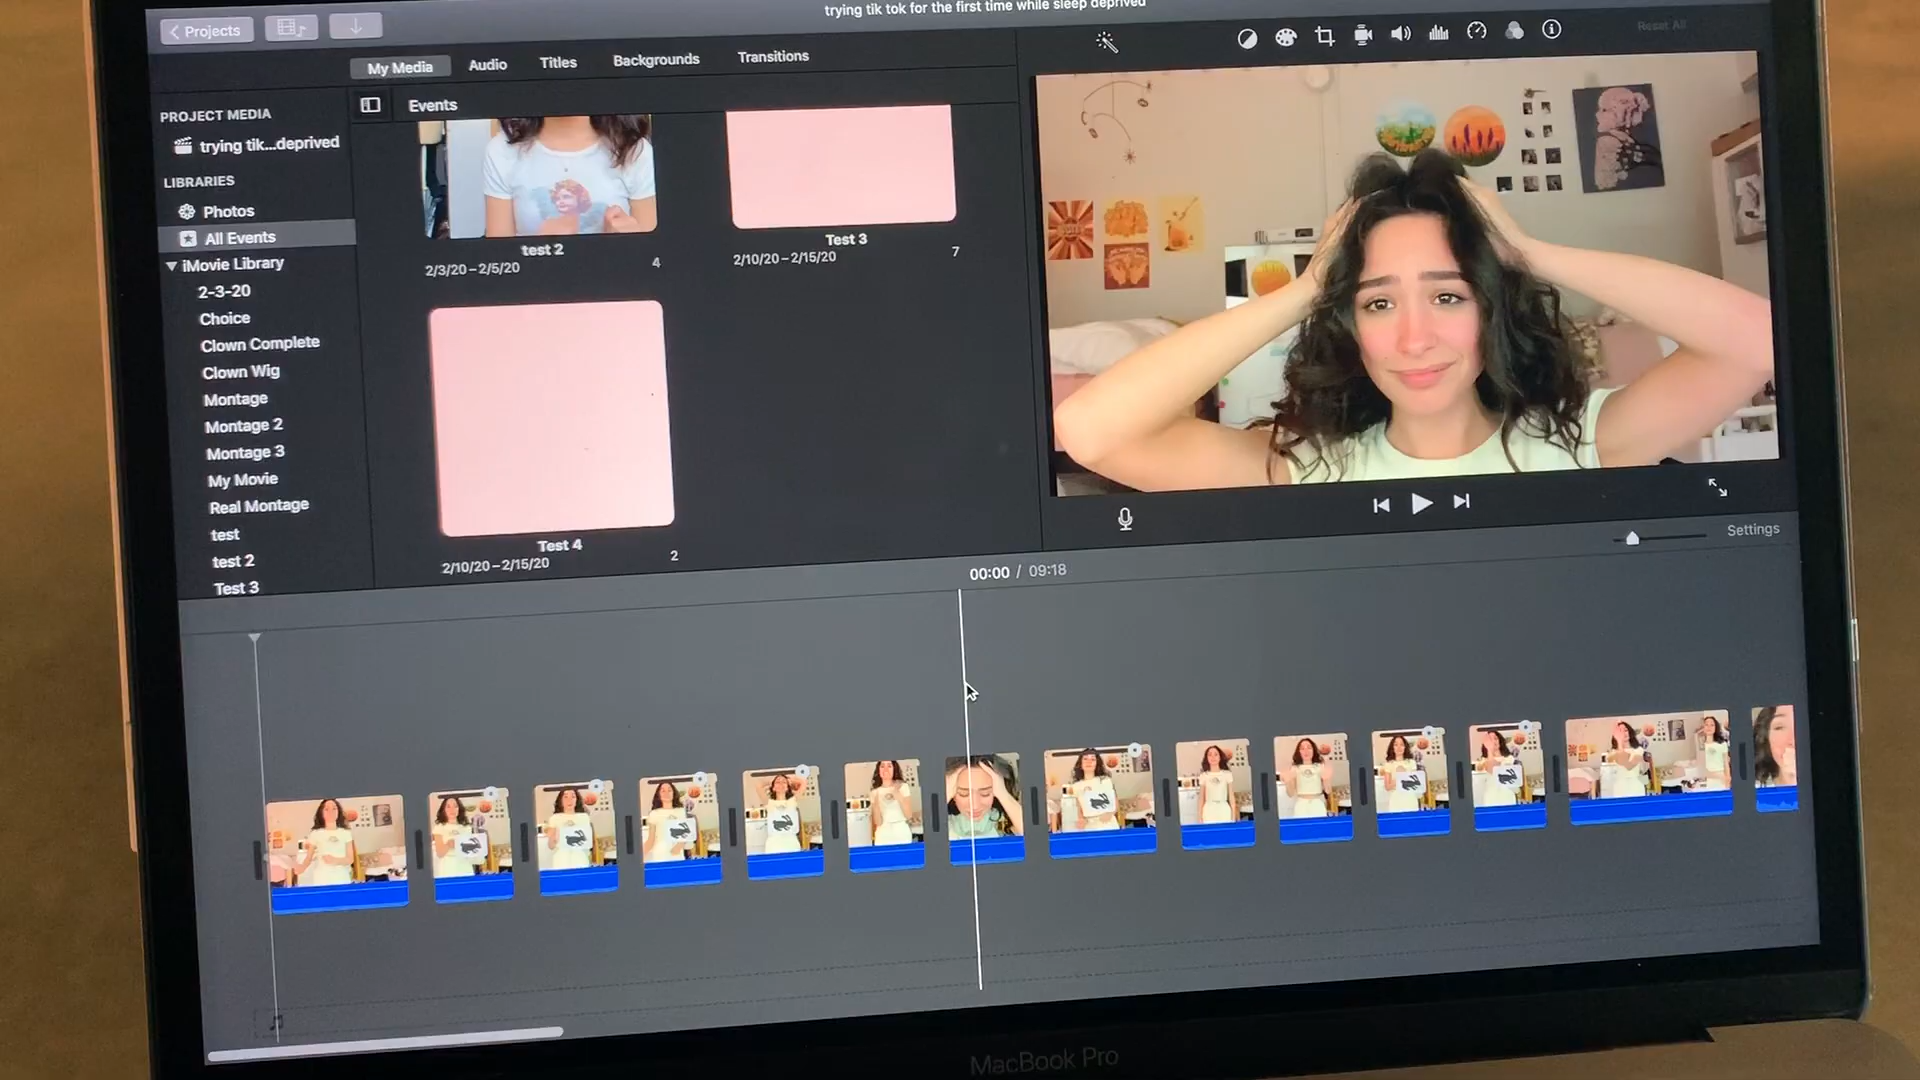 trying tik tok for the first time while sleep deprived
Projects
Reset All
My Media
Audio
Titles
Backgrounds
Transitions
PROJECT MEDIA
trying tik...deprived
LIBRARIES
Photos
All Events
iMovie Library
2-3-20
Choice
Clown Complete
Clown Wig
Montage
Montage 2
Montage 3
My Movie
Real Montage
test
test 2
Test 3
Events
test 2
2/3/20 – 2/5/20
4
Test 3
2/10/20 – 2/15/20
7
Test 4
2/10/20 – 2/15/20
2
Settings
00:00 / 09:18
MacBook Pro